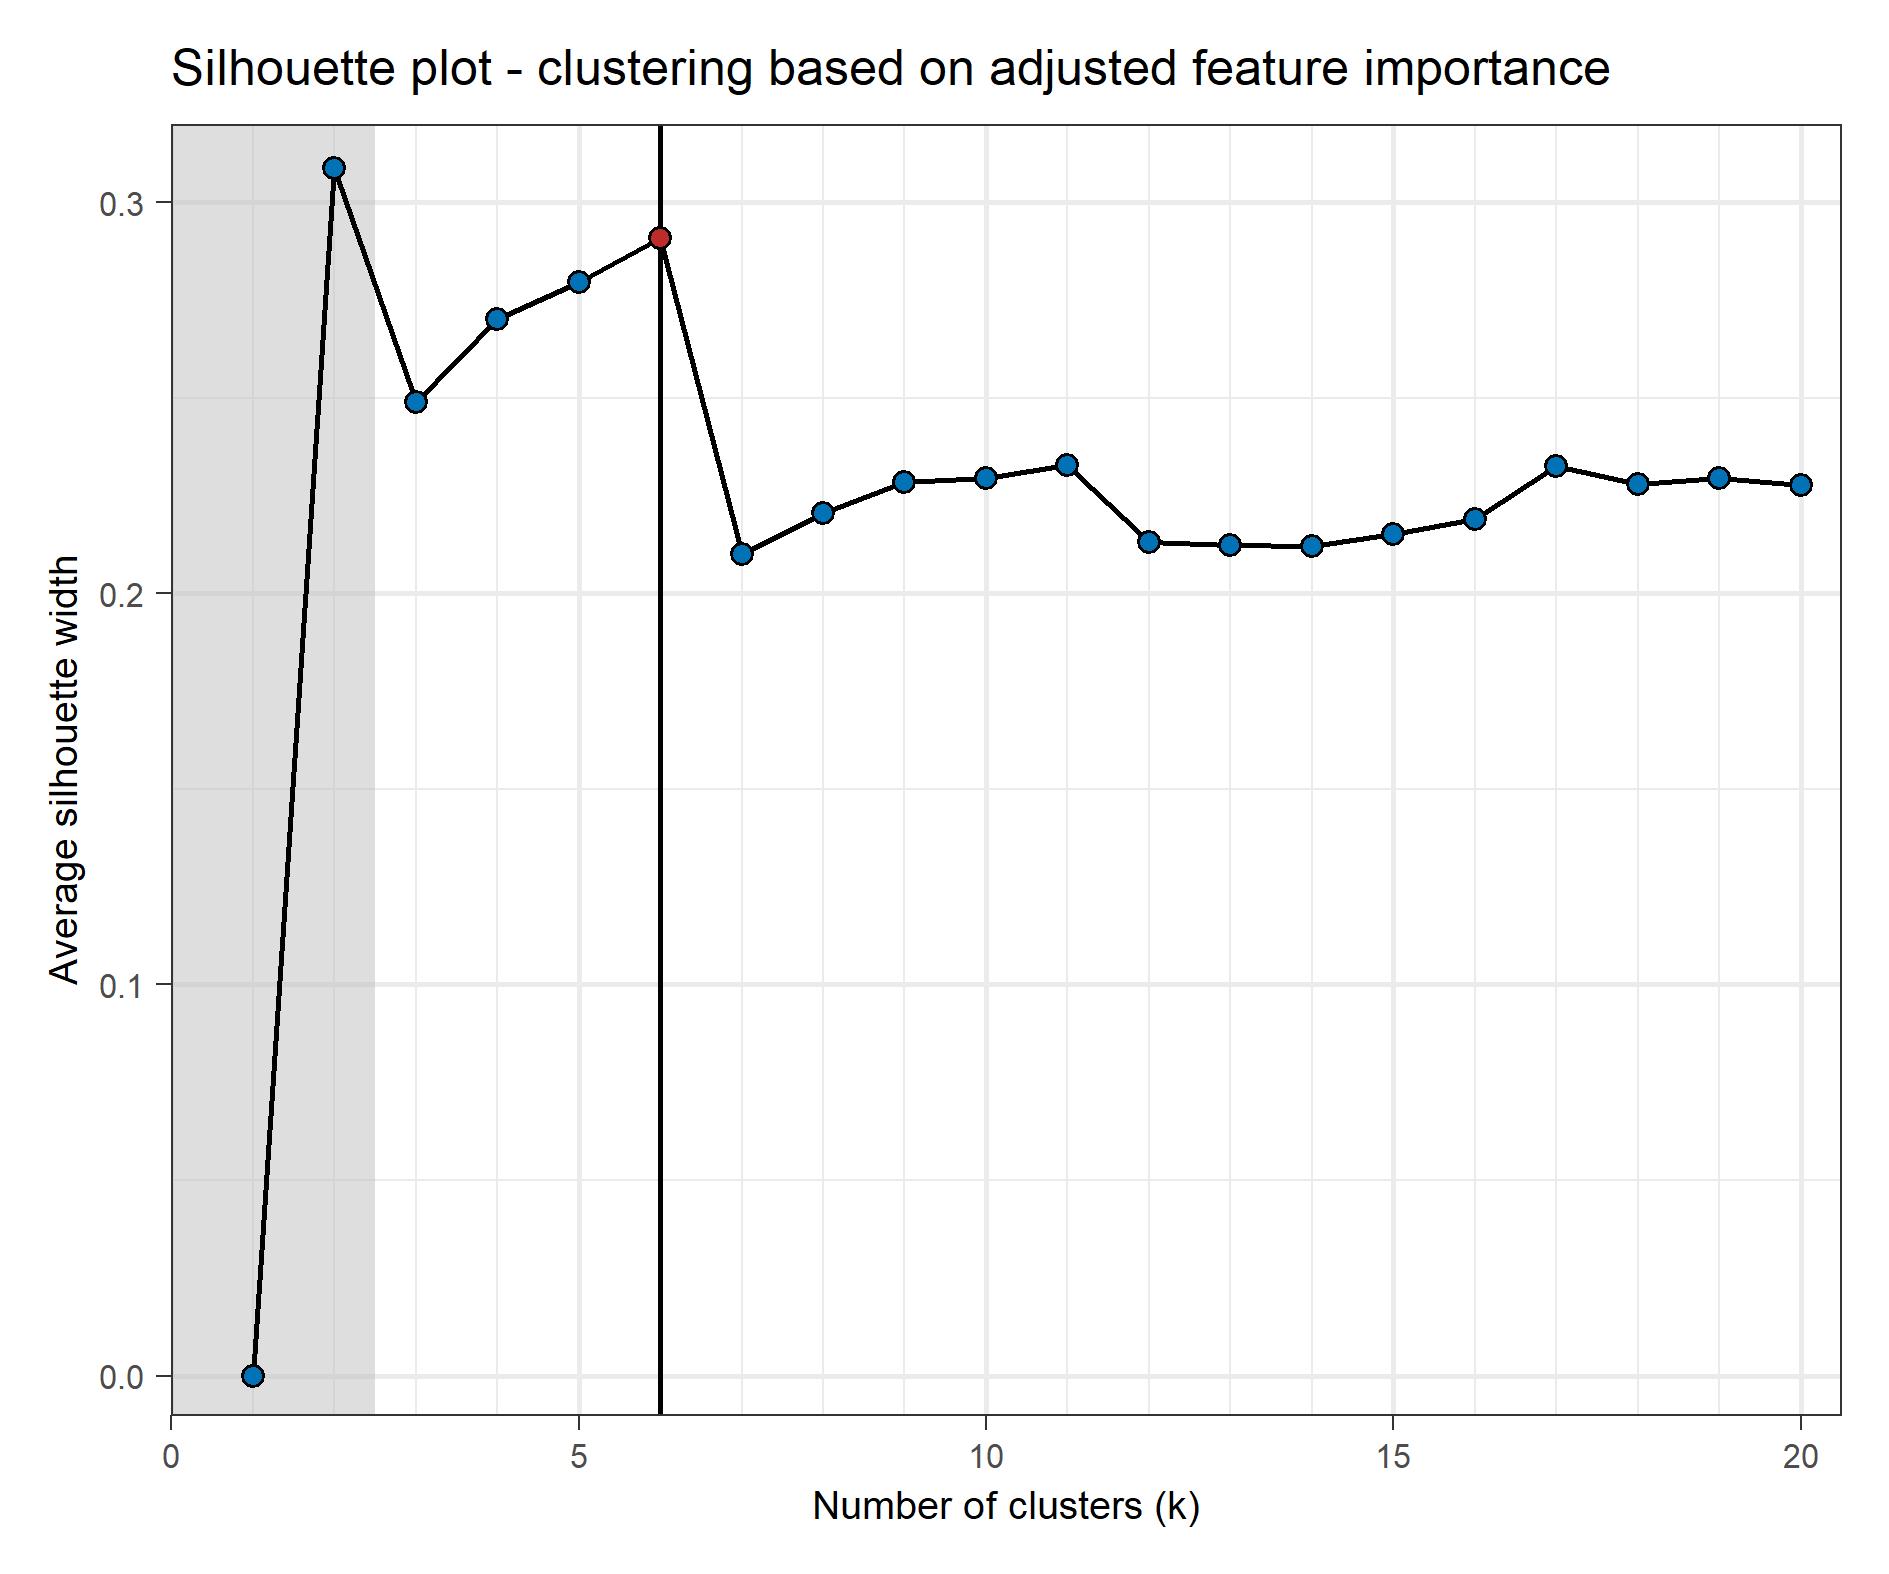 Silhouette plot - clustering based on adjusted feature importance
Average silhouette width
0.3
0.2
0.1
0.0
0 5 10 15 20
Number of clusters (k)